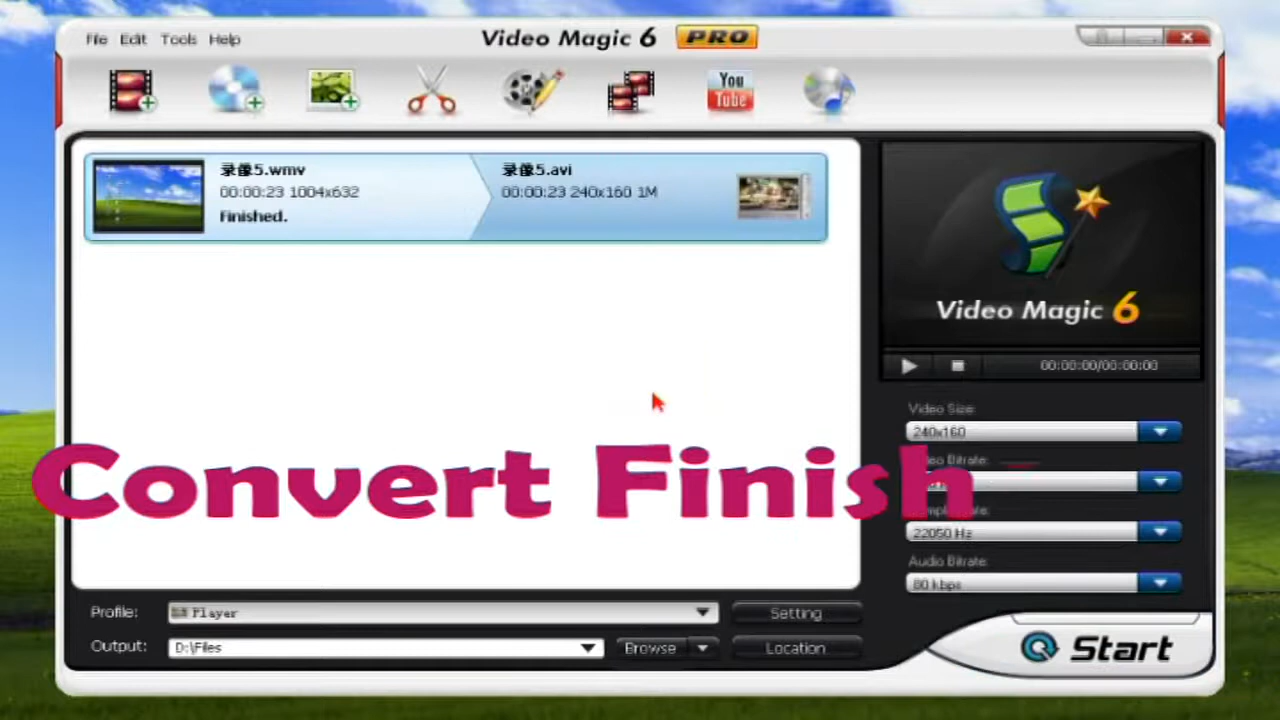 File Edit Tools Help
Video Magic 6 PRO
You
Tube
录像5.wmv
00:00:23 1004x632
Finished.
录像5.avi
00:00:23 240x160 1M
Video Magic 6
00:00:00/00:00:00
Video Size:
240x160
Bitrate:
22050 Hz
Audio Bitrate:
80 kbps
Convert Finish
Profile:
Player
Setting
Output:
D:\Files
Browse
Location
Start